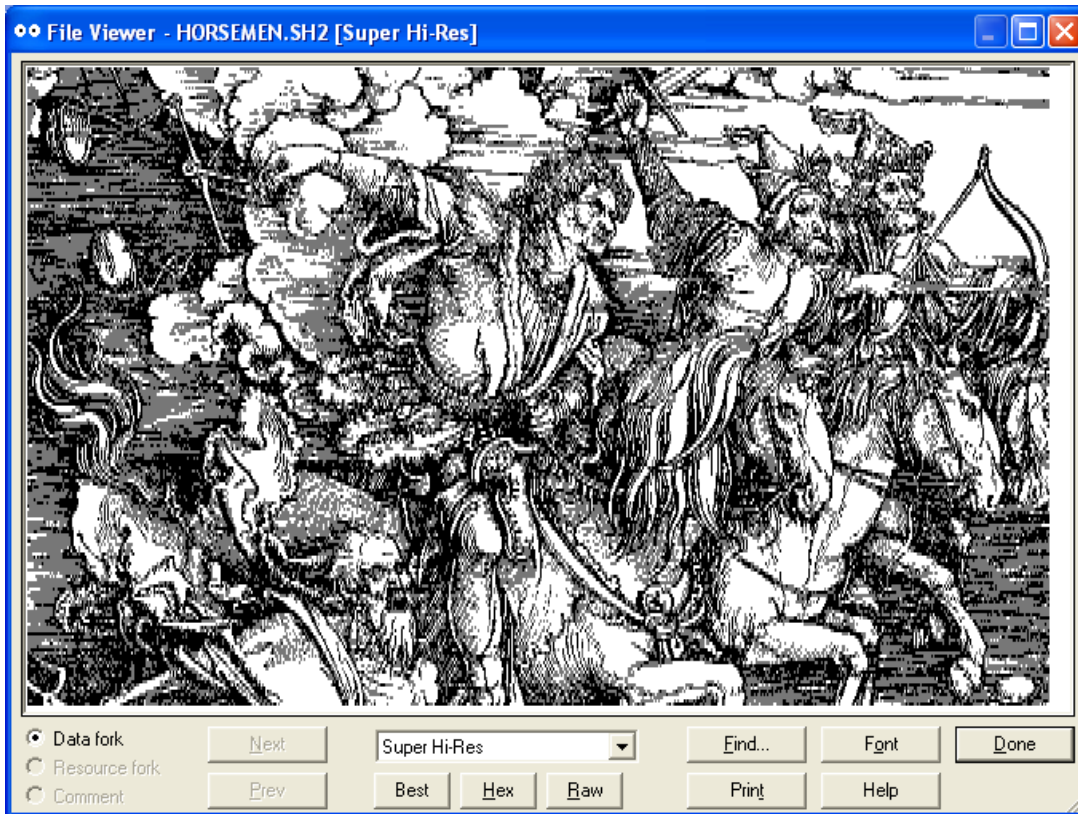 File Viewer - HORSEMEN.SH2 [Super Hi-Res]
Data fork
Resource fork
Comment
Next
Prev
Super Hi-Res
Best
Hex
Raw
Find...
Print
Font
Help
Done